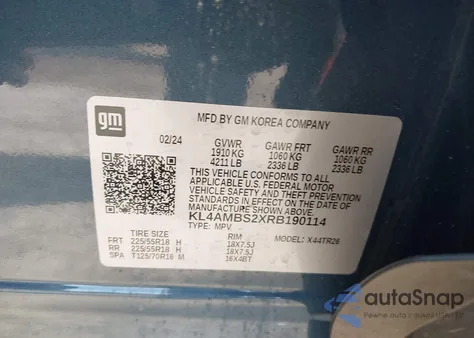 gm
MFD BY GM KOREA COMPANY
02/24 GVWR GAWR FRT GAWR RR
1910 KG 1060 KG 1060 KG
4211 LB 2336 LB 2336 LB
THIS VEHICLE CONFORMS TO ALL
APPLICABLE U.S. FEDERAL MOTOR
VEHICLE SAFETY AND THEFT PREVENTION
STANDARDS IN EFFECT ON THE DATE OF
MANUFACTURE SHOWN ABOVE.
KL4AMBS2XRB190114
TYPE: MPV MODEL: X44TR26
TIRE SIZE RIM
FRT 225/55R18 H 18X7.5J
RR 225/55R18 H 18X7.5J
SPA T125/70R16 M 16X4BT
autoSnap
Pewne auto z